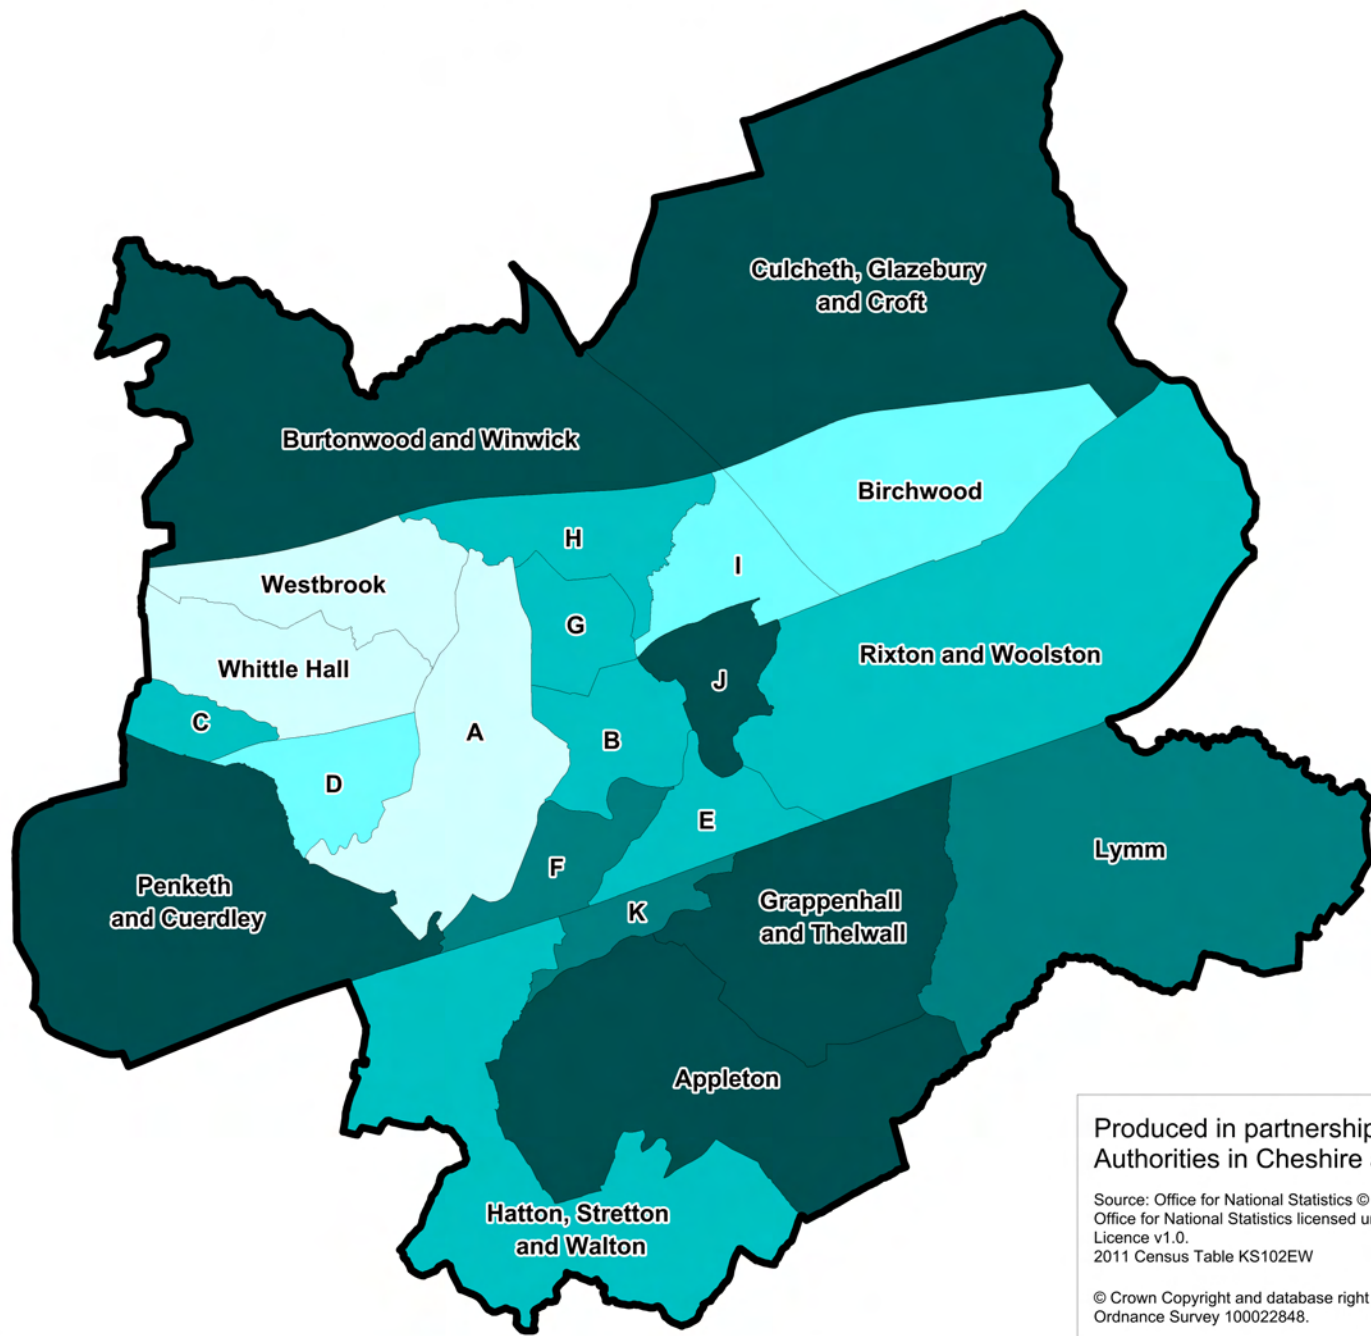 Culcheth, Glazebury
and Croft
Burtonwood and Winwick
Birchwood
H
I
Westbrook
G
Rixton and Woolston
Whittle Hall
J
C
A
B
D
E
Lymm
F
Penketh
and Cuerdley
K
Grappenhall
and Thelwall
Appleton
Hatton, Stretton
and Walton
Produced in partnership
Authorities in Cheshire
Source: Office for National Statistics ©
Office for National Statistics licensed
Licence v1.0.
2011 Census Table KS102EW
© Crown Copyright and database right
Ordnance Survey 100022848.